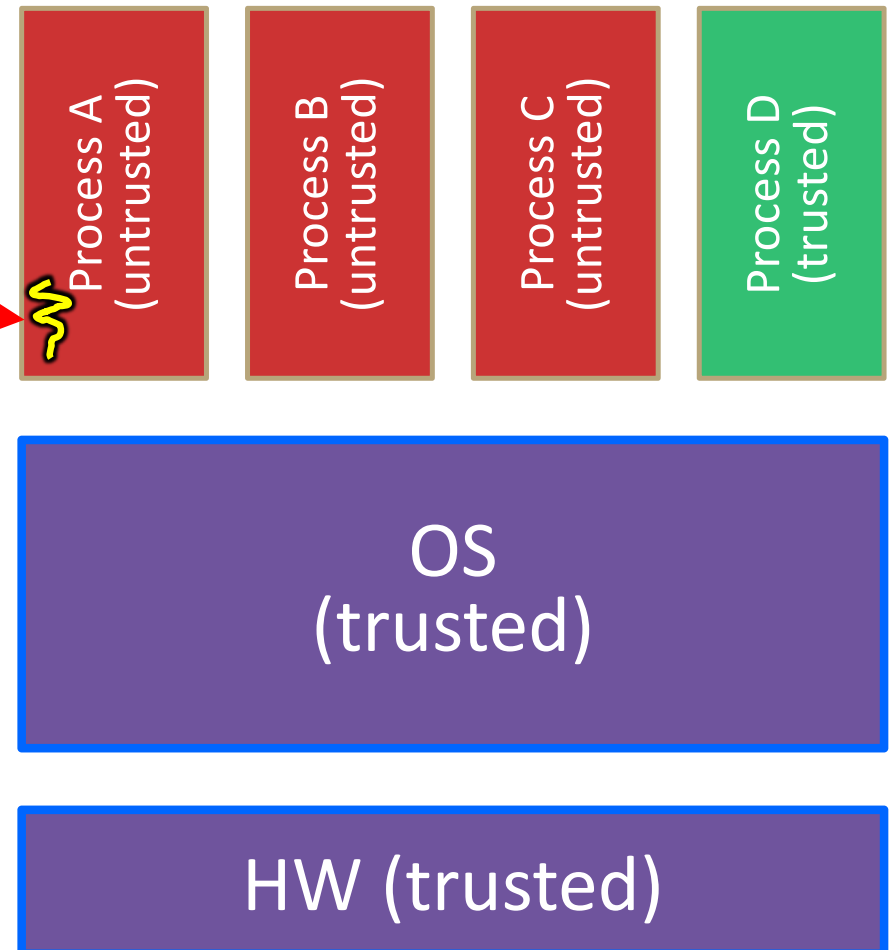 Process A
(untrusted)
Process B
(untrusted)
Process C
(untrusted)
Process D
(trusted)
OS
(trusted)
HW (trusted)